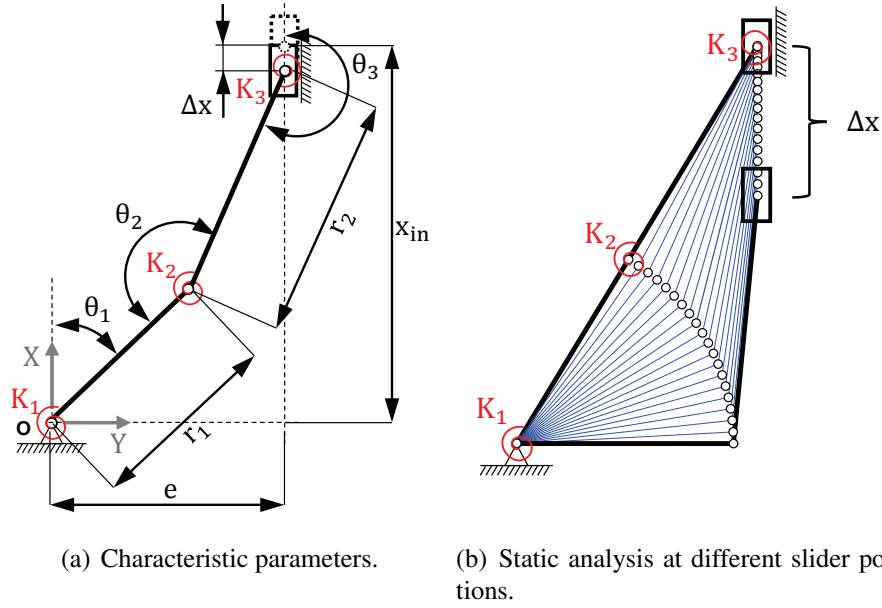 θ₃
K₃
Δx
θ₂
r₂
xᵢₙ
K₂
θ₁
X
K₁
O
Y
r₁
e
(a) Characteristic parameters.
K₃
Δx
K₂
K₁
(b) Static analysis at different slider po
tions.